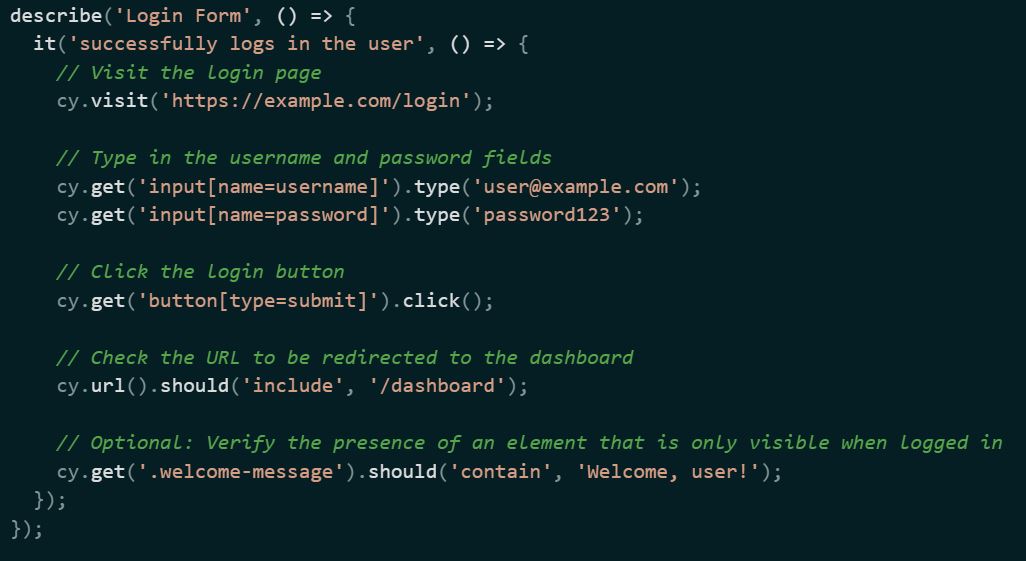 describe('Login Form', () => {
  it('successfully logs in the user', () => {
    // Visit the login page
    cy.visit('https://example.com/login');

    // Type in the username and password fields
    cy.get('input[name=username]').type('user@example.com');
    cy.get('input[name=password]').type('password123');

    // Click the login button
    cy.get('button[type=submit]').click();

    // Check the URL to be redirected to the dashboard
    cy.url().should('include', '/dashboard');

    // Optional: Verify the presence of an element that is only visible when logged in
    cy.get('.welcome-message').should('contain', 'Welcome, user!');
  });
});